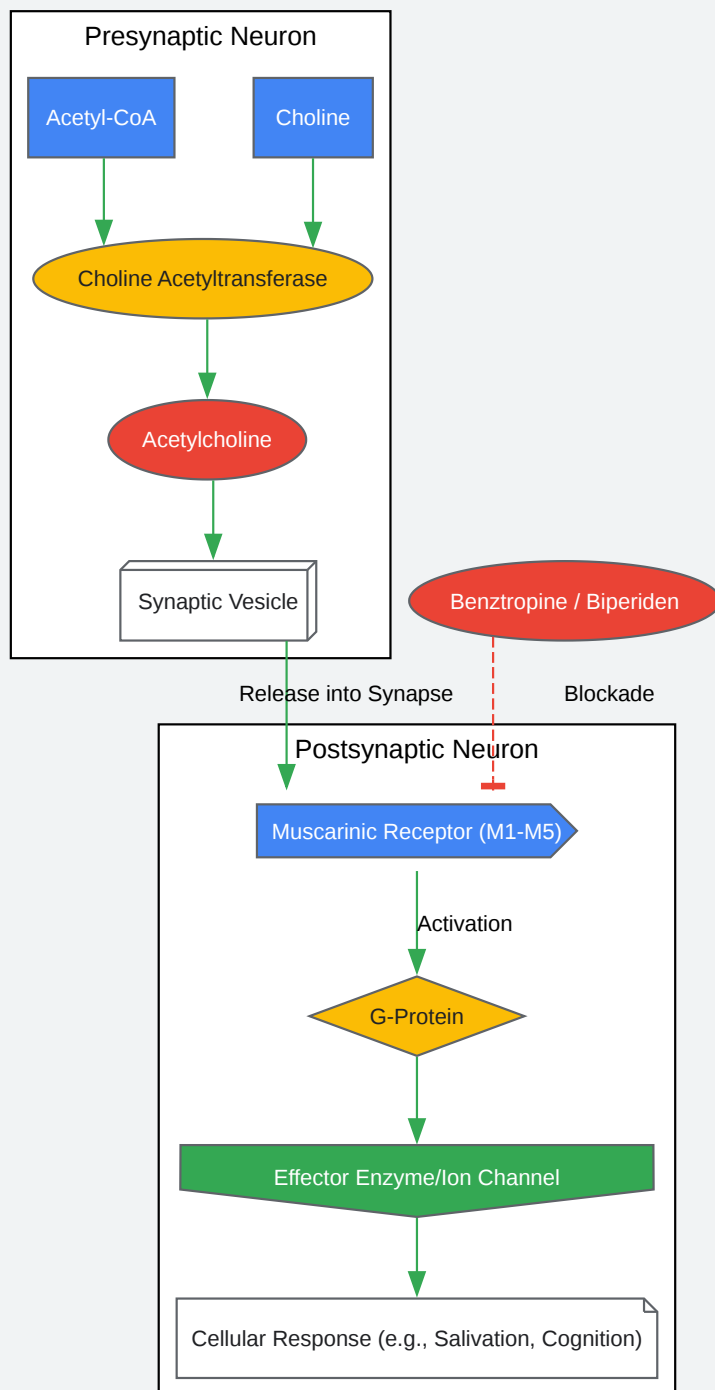 Presynaptic Neuron
Acetyl-CoA
Choline
Choline Acetyltransferase
Acetylcholine
Synaptic Vesicle
Benztropine / Biperiden
Release into Synapse
Blockade
Postsynaptic Neuron
Muscarinic Receptor (M1-M5)
Activation
G-Protein
Effector Enzyme/Ion Channel
Cellular Response (e.g., Salivation, Cognition)